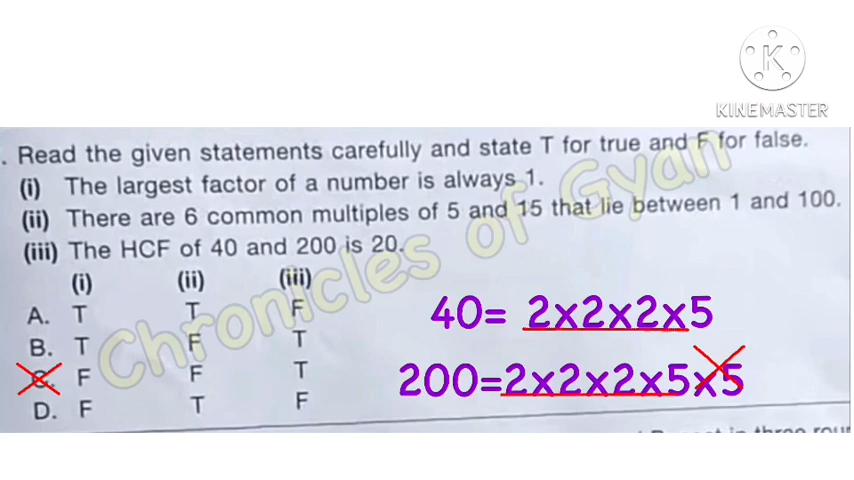 KINEMASTER
. Read the given statements carefully and state T for true and F for false.
(i) The largest factor of a number is always 1.
(ii) There are 6 common multiples of 5 and 15 that lie between 1 and 100.
(iii) The HCF of 40 and 200 is 20.
(i) (ii) (iii)
A. T T F
B. T F T
C. F F T
D. F T F
40= 2x2x2x5
200=2x2x2x5x5
Chronicles of Gyan
in three